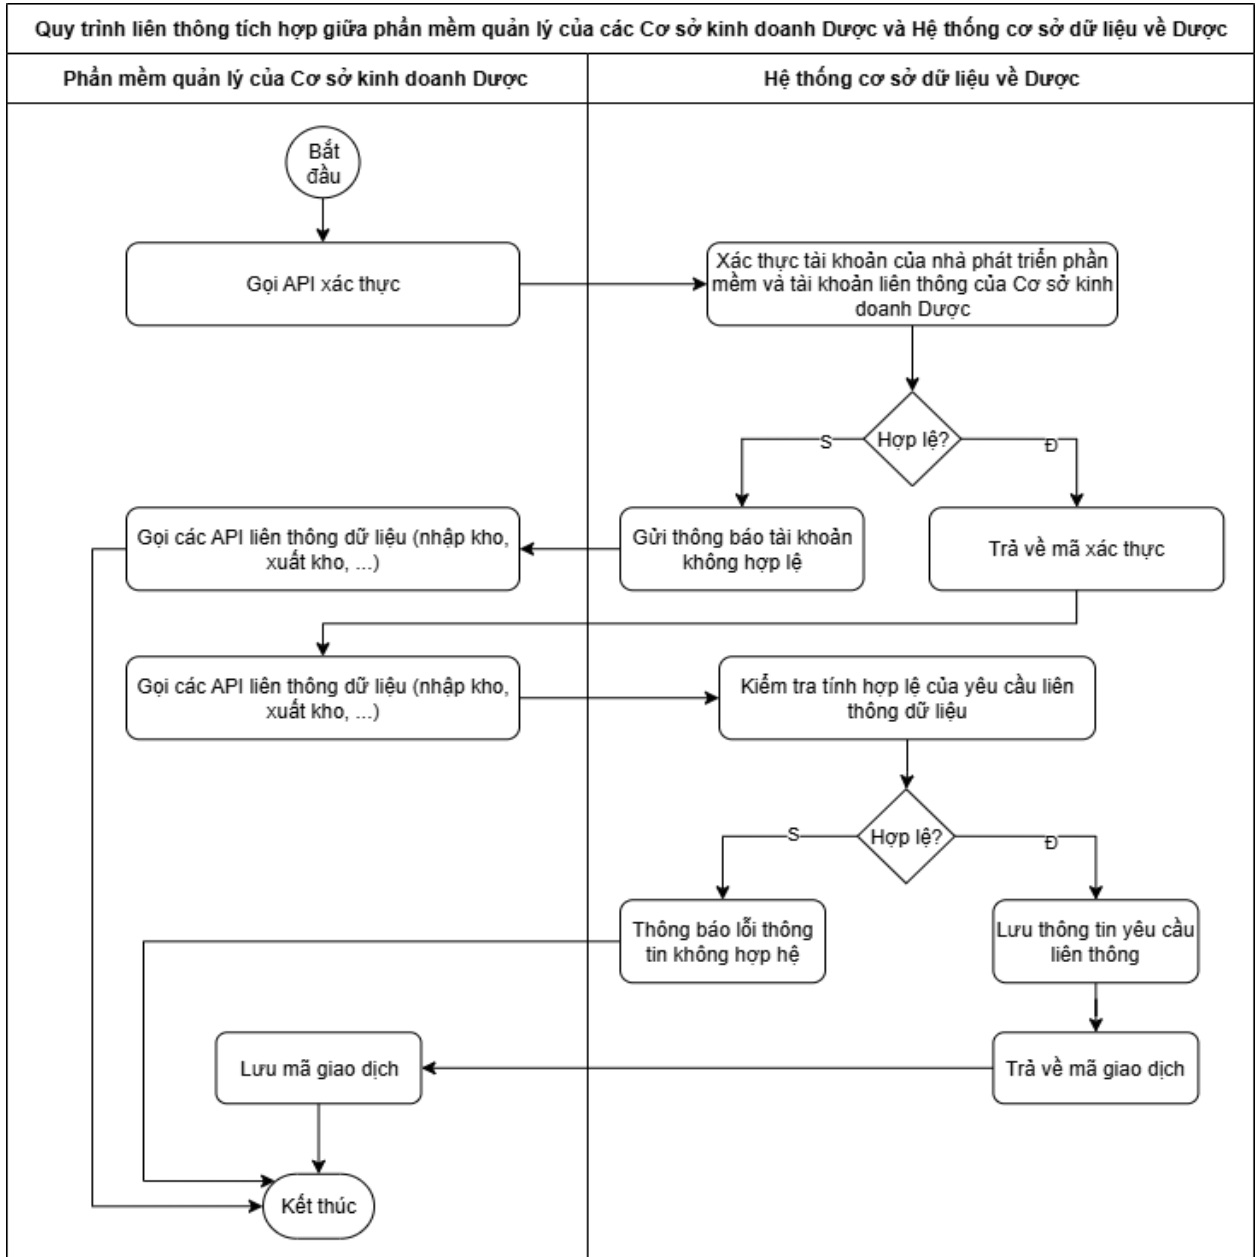 Quy trình liên thông tích hợp giữa phần mềm quản lý của các Cơ sở kinh doanh Dược và Hệ thống cơ sở dữ liệu về Dược
Phần mềm quản lý của Cơ sở kinh doanh Dược
Hệ thống cơ sở dữ liệu về Dược
Bắt
đầu
Gọi API xác thực
Xác thực tài khoản của nhà phát triển phần
mềm và tài khoản liên thông của Cơ sở kinh
doanh Dược
Hợp lệ?
S
Đ
Gọi các API liên thông dữ liệu (nhập kho,
xuất kho, ...)
Gửi thông báo tài khoản
không hợp lệ
Trả về mã xác thực
Gọi các API liên thông dữ liệu (nhập kho,
xuất kho, ...)
Kiểm tra tính hợp lệ của yêu cầu liên
thông dữ liệu
Hợp lệ?
S
Đ
Thông báo lỗi thông
tin không hợp hệ
Lưu thông tin yêu cầu
liên thông
Lưu mã giao dịch
Trả về mã giao dịch
Kết thúc